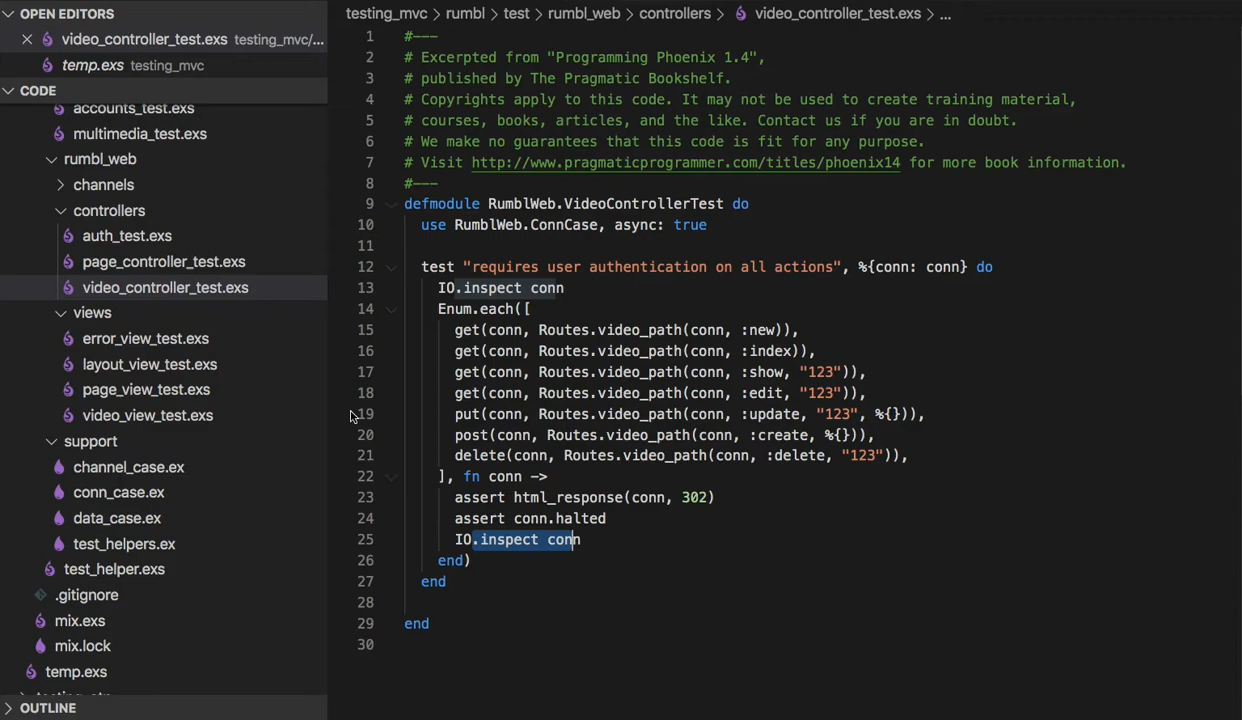 OPEN EDITORS
video_controller_test.exs testing_mvc/...
temp.exs testing_mvc
CODE
accounts_test.exs
multimedia_test.exs
rumbl_web
channels
controllers
auth_test.exs
page_controller_test.exs
video_controller_test.exs
views
error_view_test.exs
layout_view_test.exs
page_view_test.exs
video_view_test.exs
support
channel_case.ex
conn_case.ex
data_case.ex
test_helpers.ex
test_helper.exs
.gitignore
mix.exs
mix.lock
temp.exs
OUTLINE
testing_mvc > rumbl > test > rumbl_web > controllers > video_controller_test.exs > ...
1 #---
2 # Excerpted from "Programming Phoenix 1.4",
3 # published by The Pragmatic Bookshelf.
4 # Copyrights apply to this code. It may not be used to create training material,
5 # courses, books, articles, and the like. Contact us if you are in doubt.
6 # We make no guarantees that this code is fit for any purpose.
7 # Visit http://www.pragmaticprogrammer.com/titles/phoenix14 for more book information.
8 #---
9 defmodule RumblWeb.VideoControllerTest do
10 use RumblWeb.ConnCase, async: true
11
12 test "requires user authentication on all actions", %{conn: conn} do
13 IO.inspect conn
14 Enum.each([
15 get(conn, Routes.video_path(conn, :new)),
16 get(conn, Routes.video_path(conn, :index)),
17 get(conn, Routes.video_path(conn, :show, "123")),
18 get(conn, Routes.video_path(conn, :edit, "123")),
19 put(conn, Routes.video_path(conn, :update, "123", %{})),
20 post(conn, Routes.video_path(conn, :create, %{})),
21 delete(conn, Routes.video_path(conn, :delete, "123")),
22 ], fn conn ->
23 assert html_response(conn, 302)
24 assert conn.halted
25 IO.inspect conn
26 end)
27 end
28
29 end
30